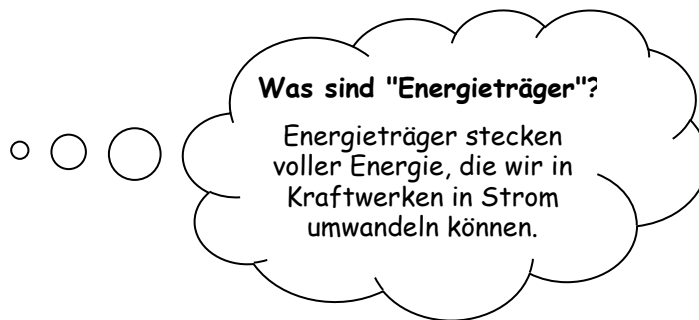 Was sind "Energieträger"?
Energieträger stecken
voller Energie, die wir in
Kraftwerken in Strom
umwandeln können.